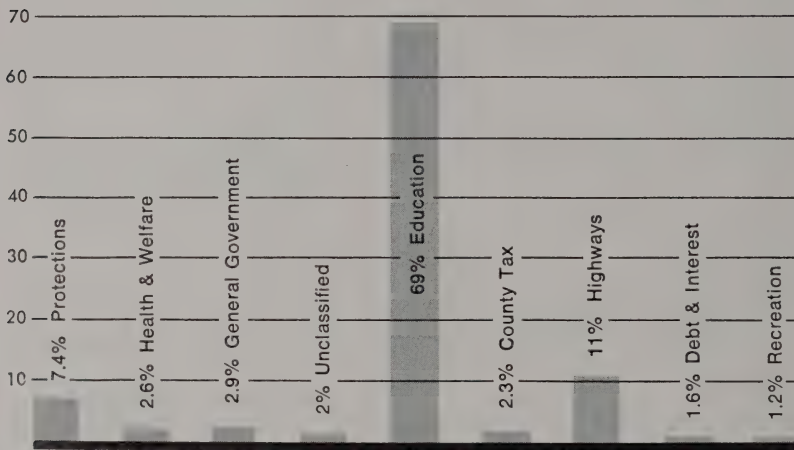 70
60
50
40
30
20
10
7.4% Protections
2.6% Health & Welfare
2.9% General Government
2% Unclassified
69% Education
2.3% County Tax
11% Highways
1.6% Debt & Interest
1.2% Recreation